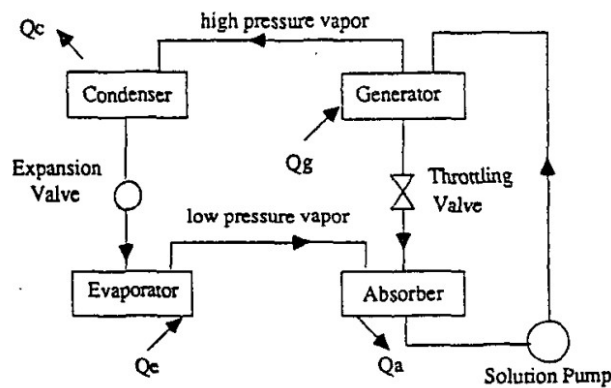 Qc
high pressure vapor
Condenser
Generator
Qg
Expansion
Valve
Throttling
Valve
low pressure vapor
Evaporator
Absorber
Qe
Qa
Solution Pump